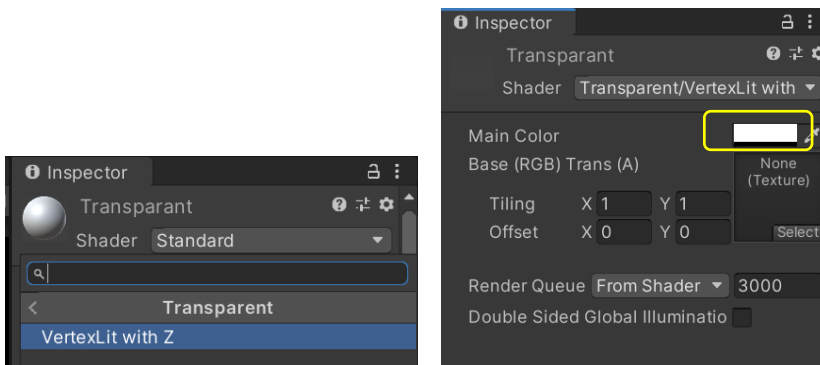 Inspector
Transparant
Shader Standard
Transparent
VertexLit with Z
Inspector
Transparant
Shader Transparent/VertexLit with
Main Color
Base (RGB) Trans (A)
None
(Texture)
Tiling X 1 Y 1
Offset X 0 Y 0
Select
Render Queue From Shader 3000
Double Sided Global Illuminatio